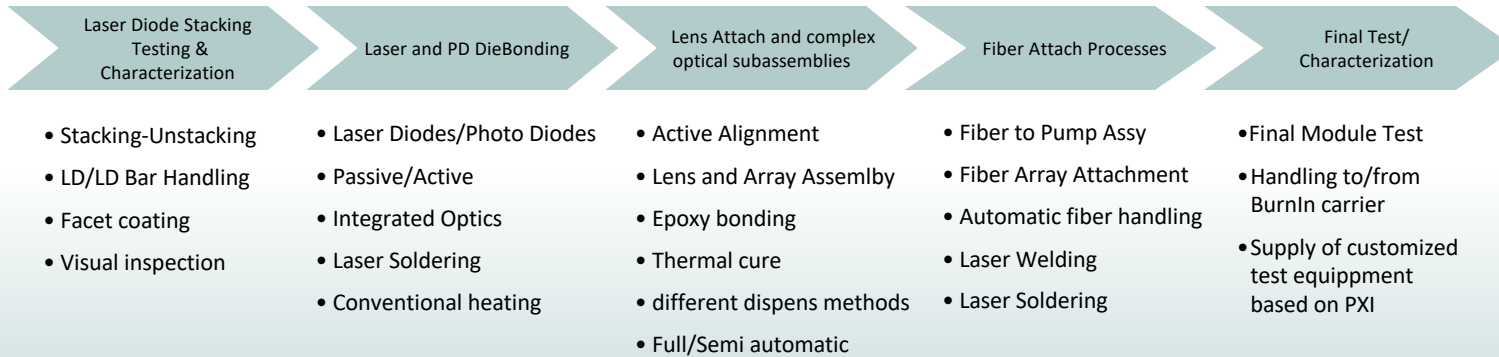 Laser Diode Stacking
Testing &
Characterization
Laser and PD DieBonding
Lens Attach and complex
optical subassemblies
Fiber Attach Processes
Final Test/
Characterization
• Stacking-Unstacking
• LD/LD Bar Handling
• Facet coating
• Visual inspection
• Laser Diodes/Photo Diodes
• Passive/Active
• Integrated Optics
• Laser Soldering
• Conventional heating
• Active Alignment
• Lens and Array Assemlby
• Epoxy bonding
• Thermal cure
• different dispens methods
• Full/Semi automatic
• Fiber to Pump Assy
• Fiber Array Attachment
• Automatic fiber handling
• Laser Welding
• Laser Soldering
•Final Module Test
•Handling to/from
BurnIn carrier
•Supply of customized
test equippment
based on PXI